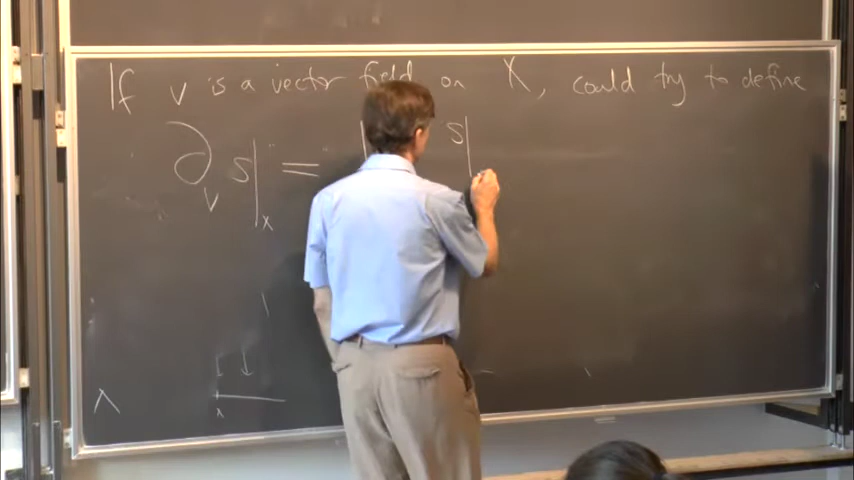 If v is a vector field on X, could try to define
∂ᵥ s|ₓ = s|